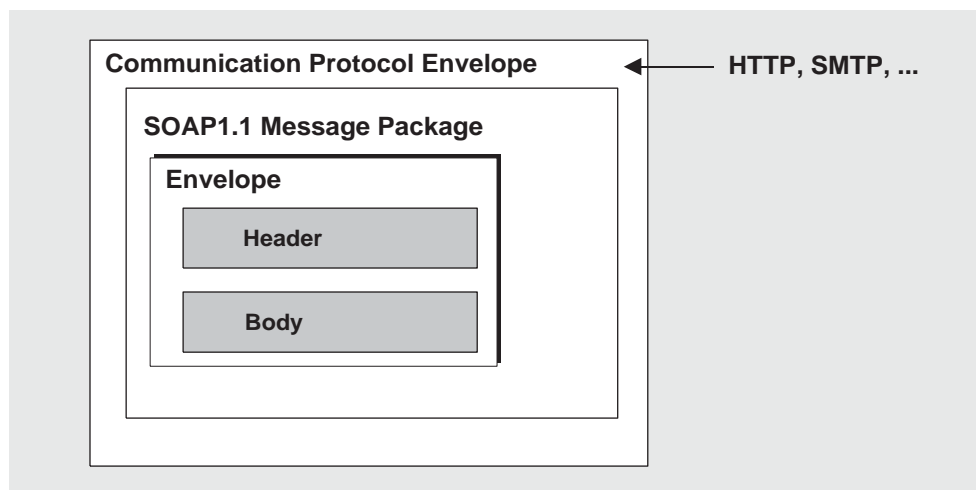 Communication Protocol Envelope
HTTP, SMTP, ...
SOAP1.1 Message Package
Envelope
Header
Body